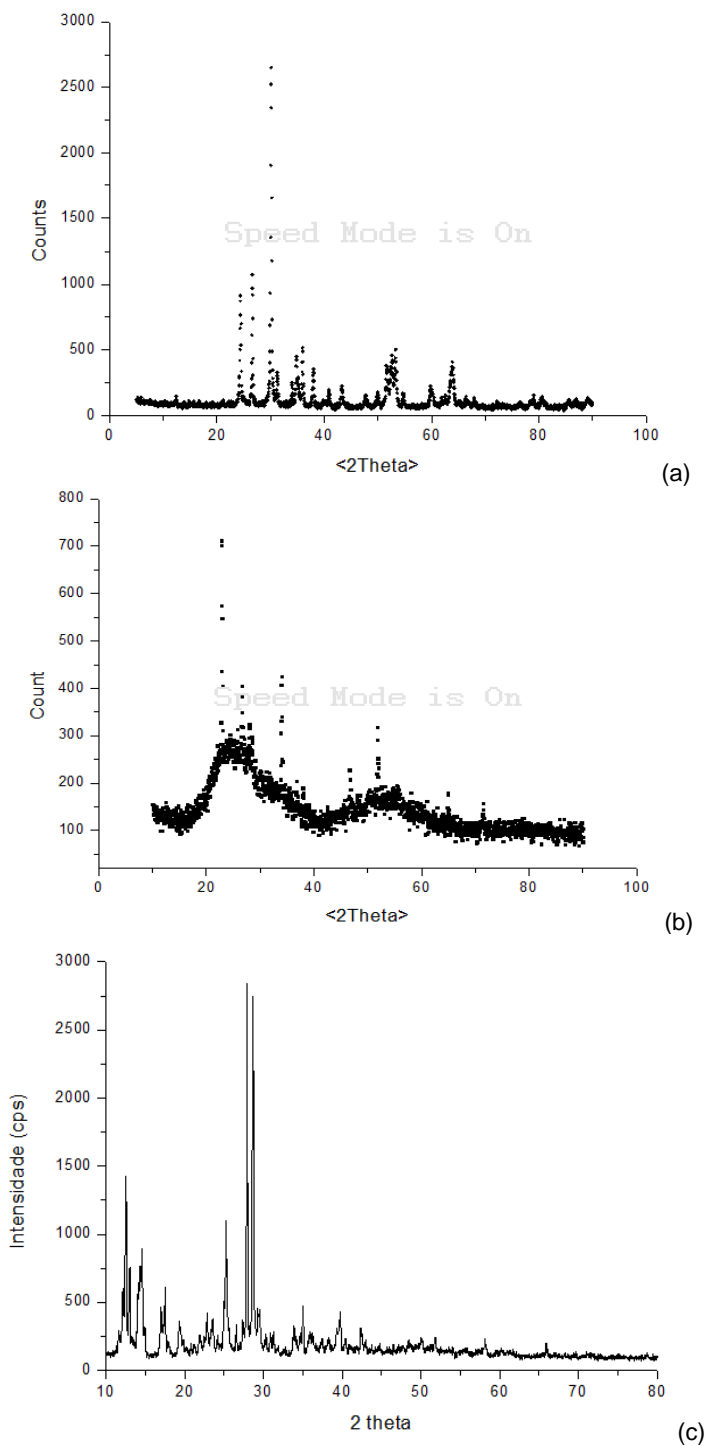 3000
2500
2000
1500
1000
500
0
Counts
Speed Mode is On
0 20 40 60 80 100
<2Theta>
(a)
800
700
600
500
400
300
200
100
Count
Speed Mode is On
0 20 40 60 80 100
<2Theta>
(b)
3000
2500
2000
1500
1000
500
0
Intensidade (cps)
10 20 30 40 50 60 70 80
2 theta
(c)